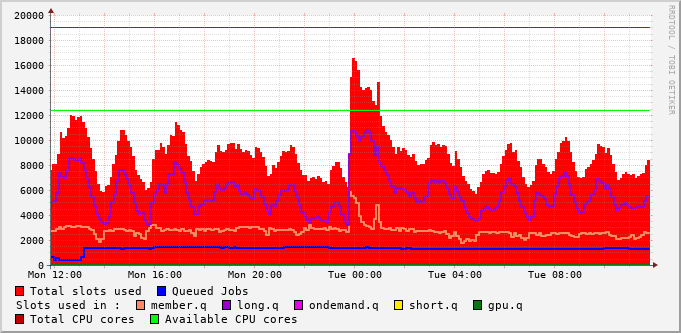 20000
18000
16000
14000
12000
10000
8000
6000
4000
2000
0
Mon 12:00 Mon 16:00 Mon 20:00 Tue 00:00 Tue 04:00 Tue 08:00
RRDTOOL / TOBI OETIKER
Total slots used Queued Jobs
Slots used in : member.q long.q ondemand.q short.q gpu.q
Total CPU cores Available CPU cores